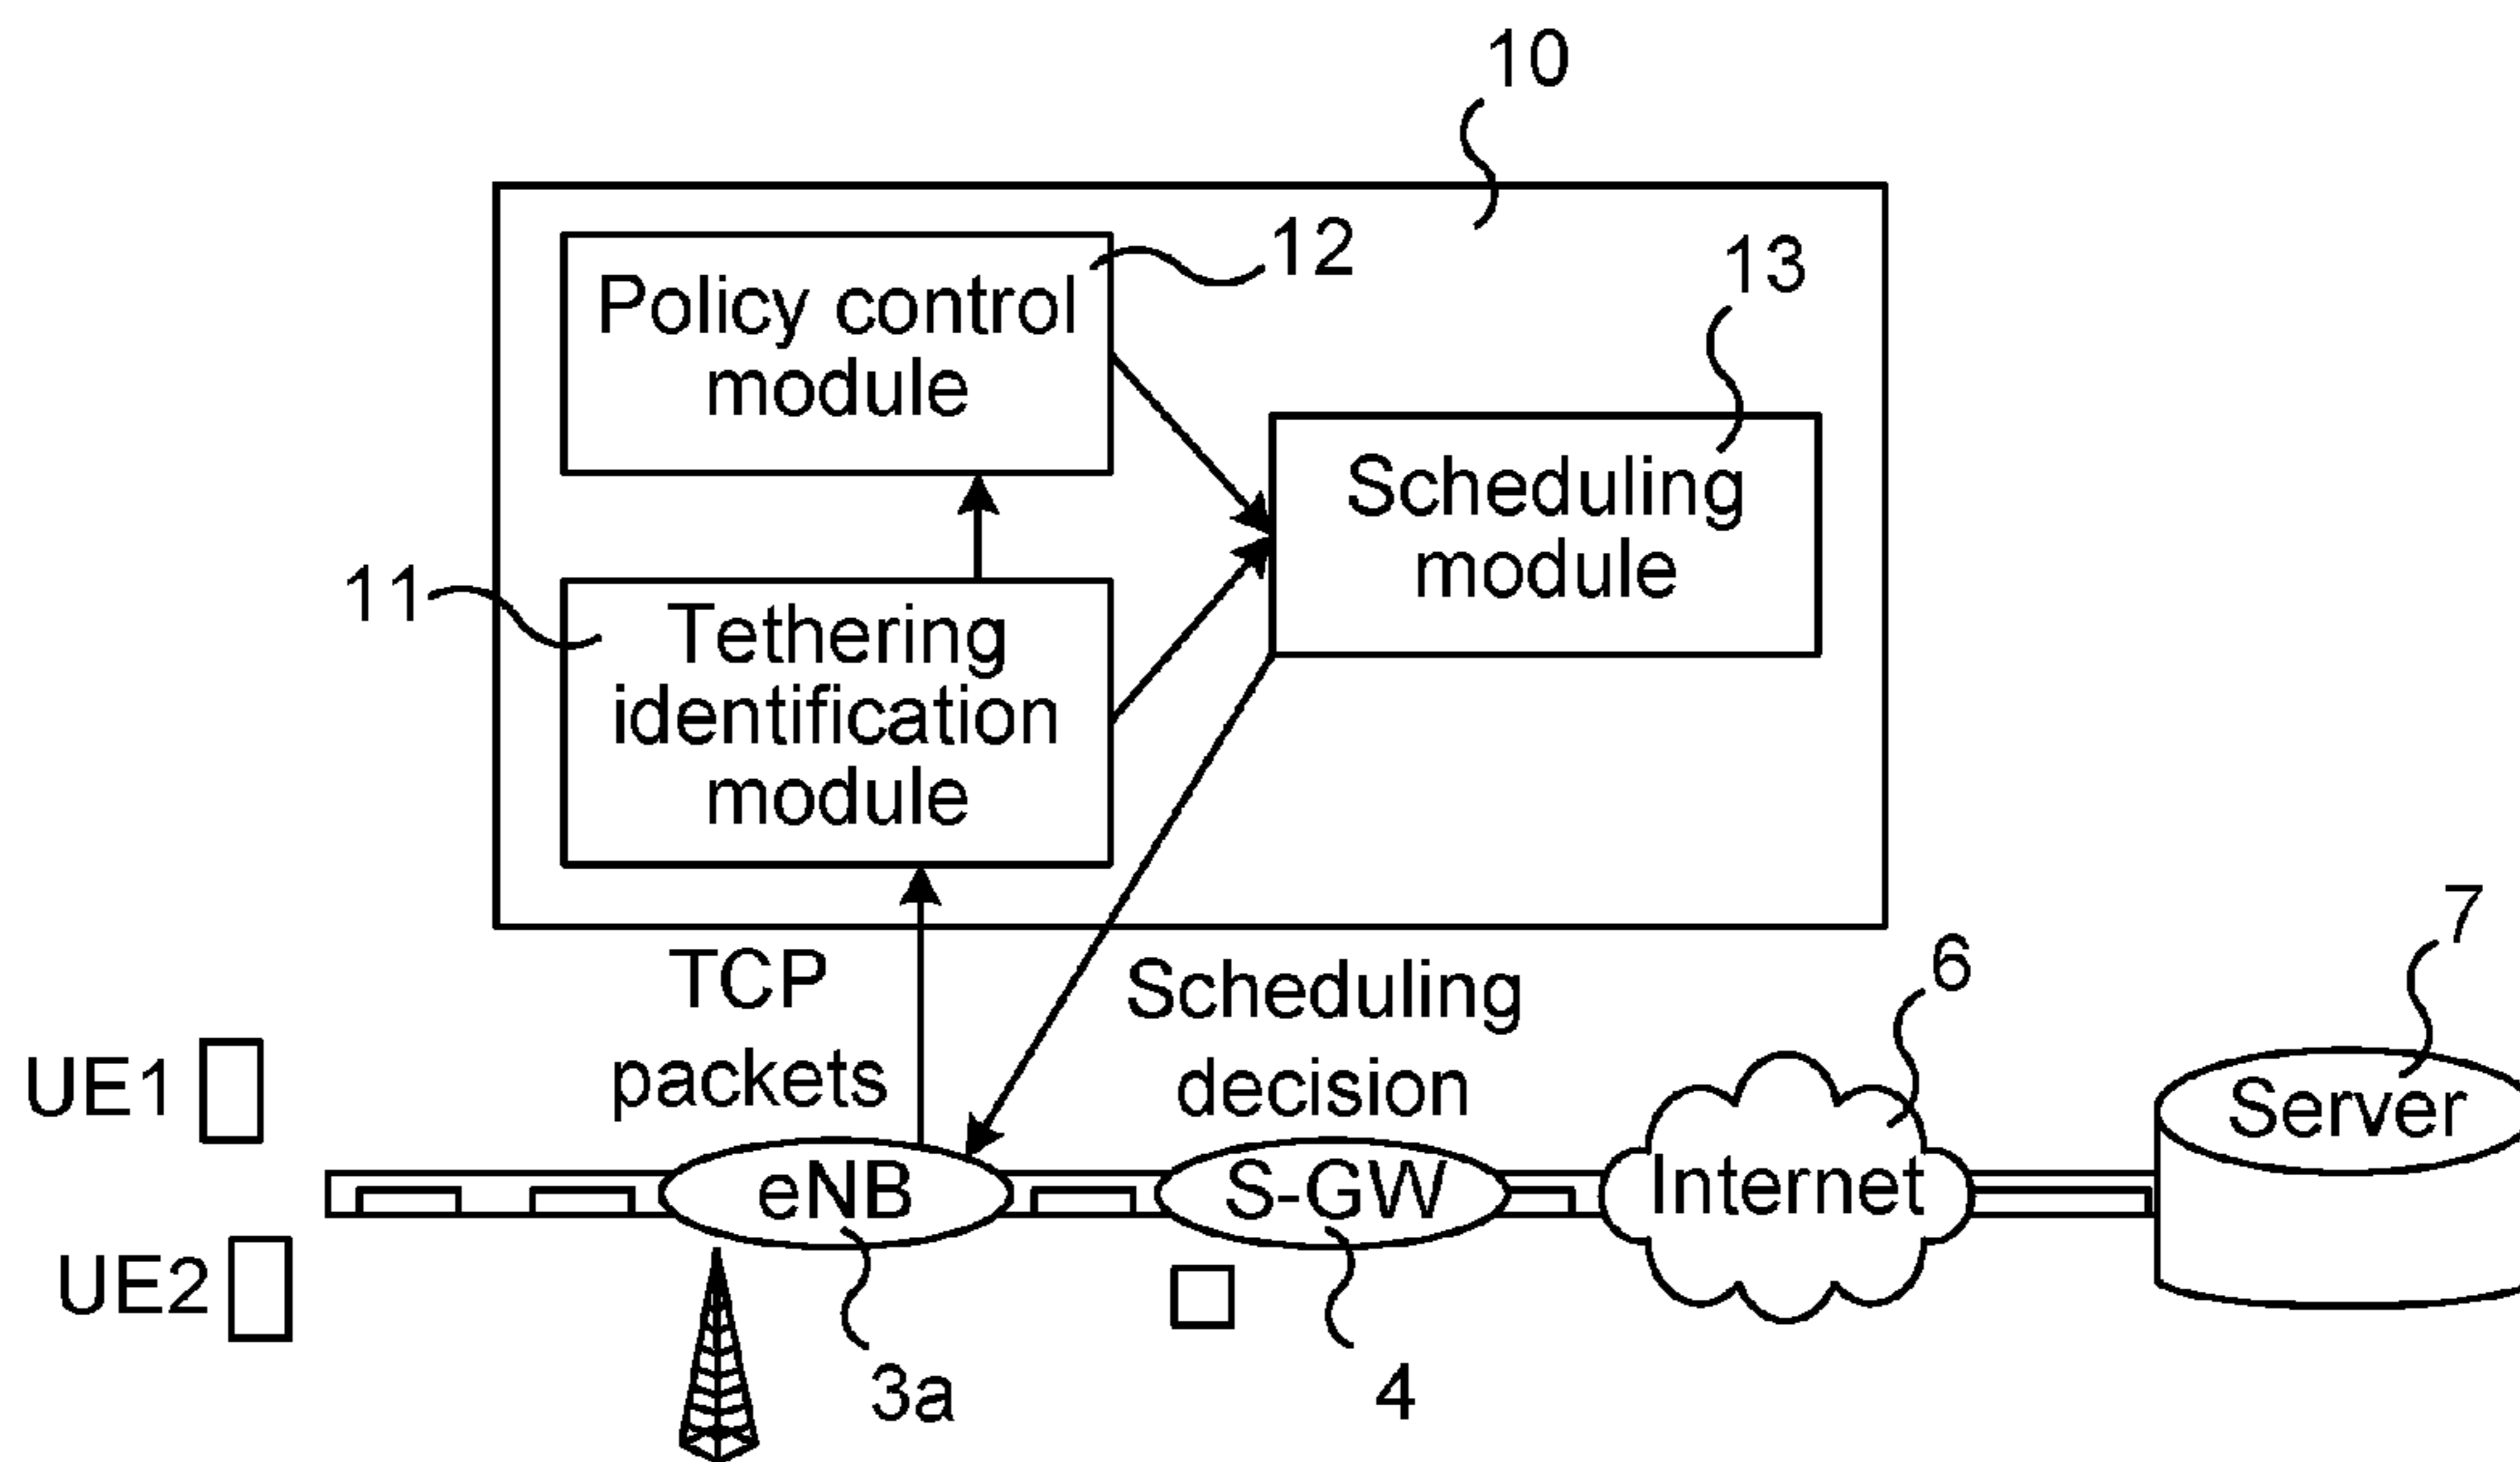 10
12
Policy control
module
13
Scheduling
module
11
Tethering
identification
module
TCP
packets
Scheduling
decision
6
7
UE1
Server
eNB
S-GW
Internet
UE2
3a
4